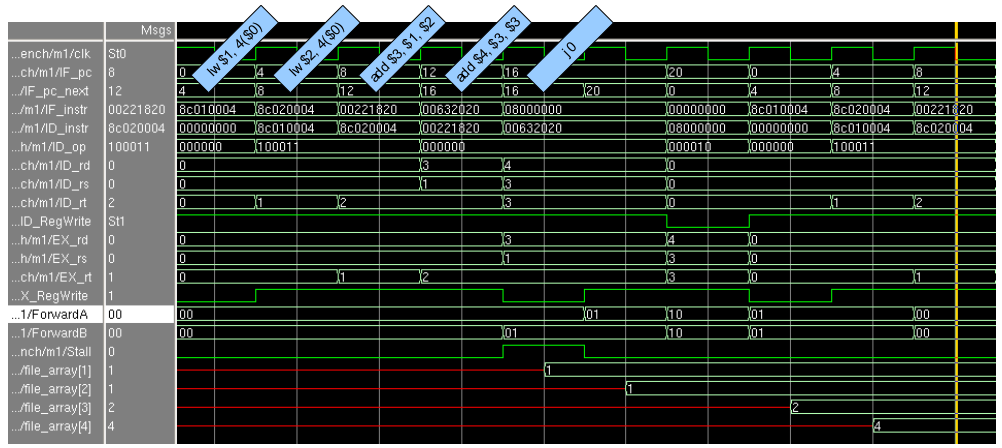 lw $1, 4($0) lw $2, 4($0) add $3, $1, $2 add $4, $3, $3 j 0
Msgs
...ench/m1/clk St0
...ch/m1/IF_pc 8 0 4 8 12 16 20 0 4 8
.../IF_pc_next 12 4 8 12 16 16 20 16 4 8 12
.../m1/IF_instr 00221820 8c010004 8c020004 00221820 00632020 08000000 00000000 8c010004 8c020004 00221820
.../m1/ID_instr 8c020004 00000000 8c010004 8c020004 00221820 00632020 08000000 00000000 8c010004 8c020004
...h/m1/ID_op 100011 000000 100011 000000 000010 000000 100011
...ch/m1/ID_rd 0 0 3 4 0
...ch/m1/ID_rs 0 0 1 3 0
...ch/m1/ID_rt 2 0 1 2 3 0 1 2
...ID_RegWrite St1
...h/m1/EX_rd 0 0 3 4 0
...h/m1/EX_rs 0 0 1 3 0
...ch/m1/EX_rt 1 0 1 2 3 0 1
...X_RegWrite 1
...1/ForwardA 00 00 01 10 01 00
...1/ForwardB 00 00 01 10 01 00
...nch/m1/Stall 0
.../file_array[1] 1 1
.../file_array[2] 1 1
.../file_array[3] 2 2
.../file_array[4] 4 4